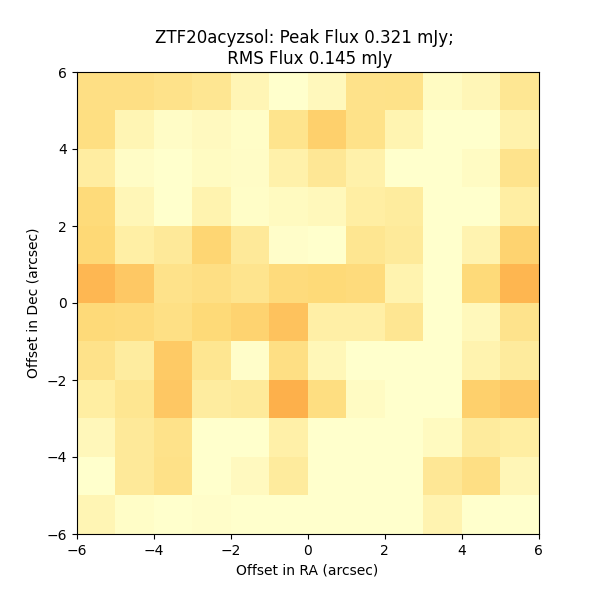 ZTF20acyzsol: Peak Flux 0.321 mJy;
RMS Flux 0.145 mJy
6
4
2
0
−2
−4
−6
Offset in Dec (arcsec)
−6 −4 −2 0 2 4 6
Offset in RA (arcsec)